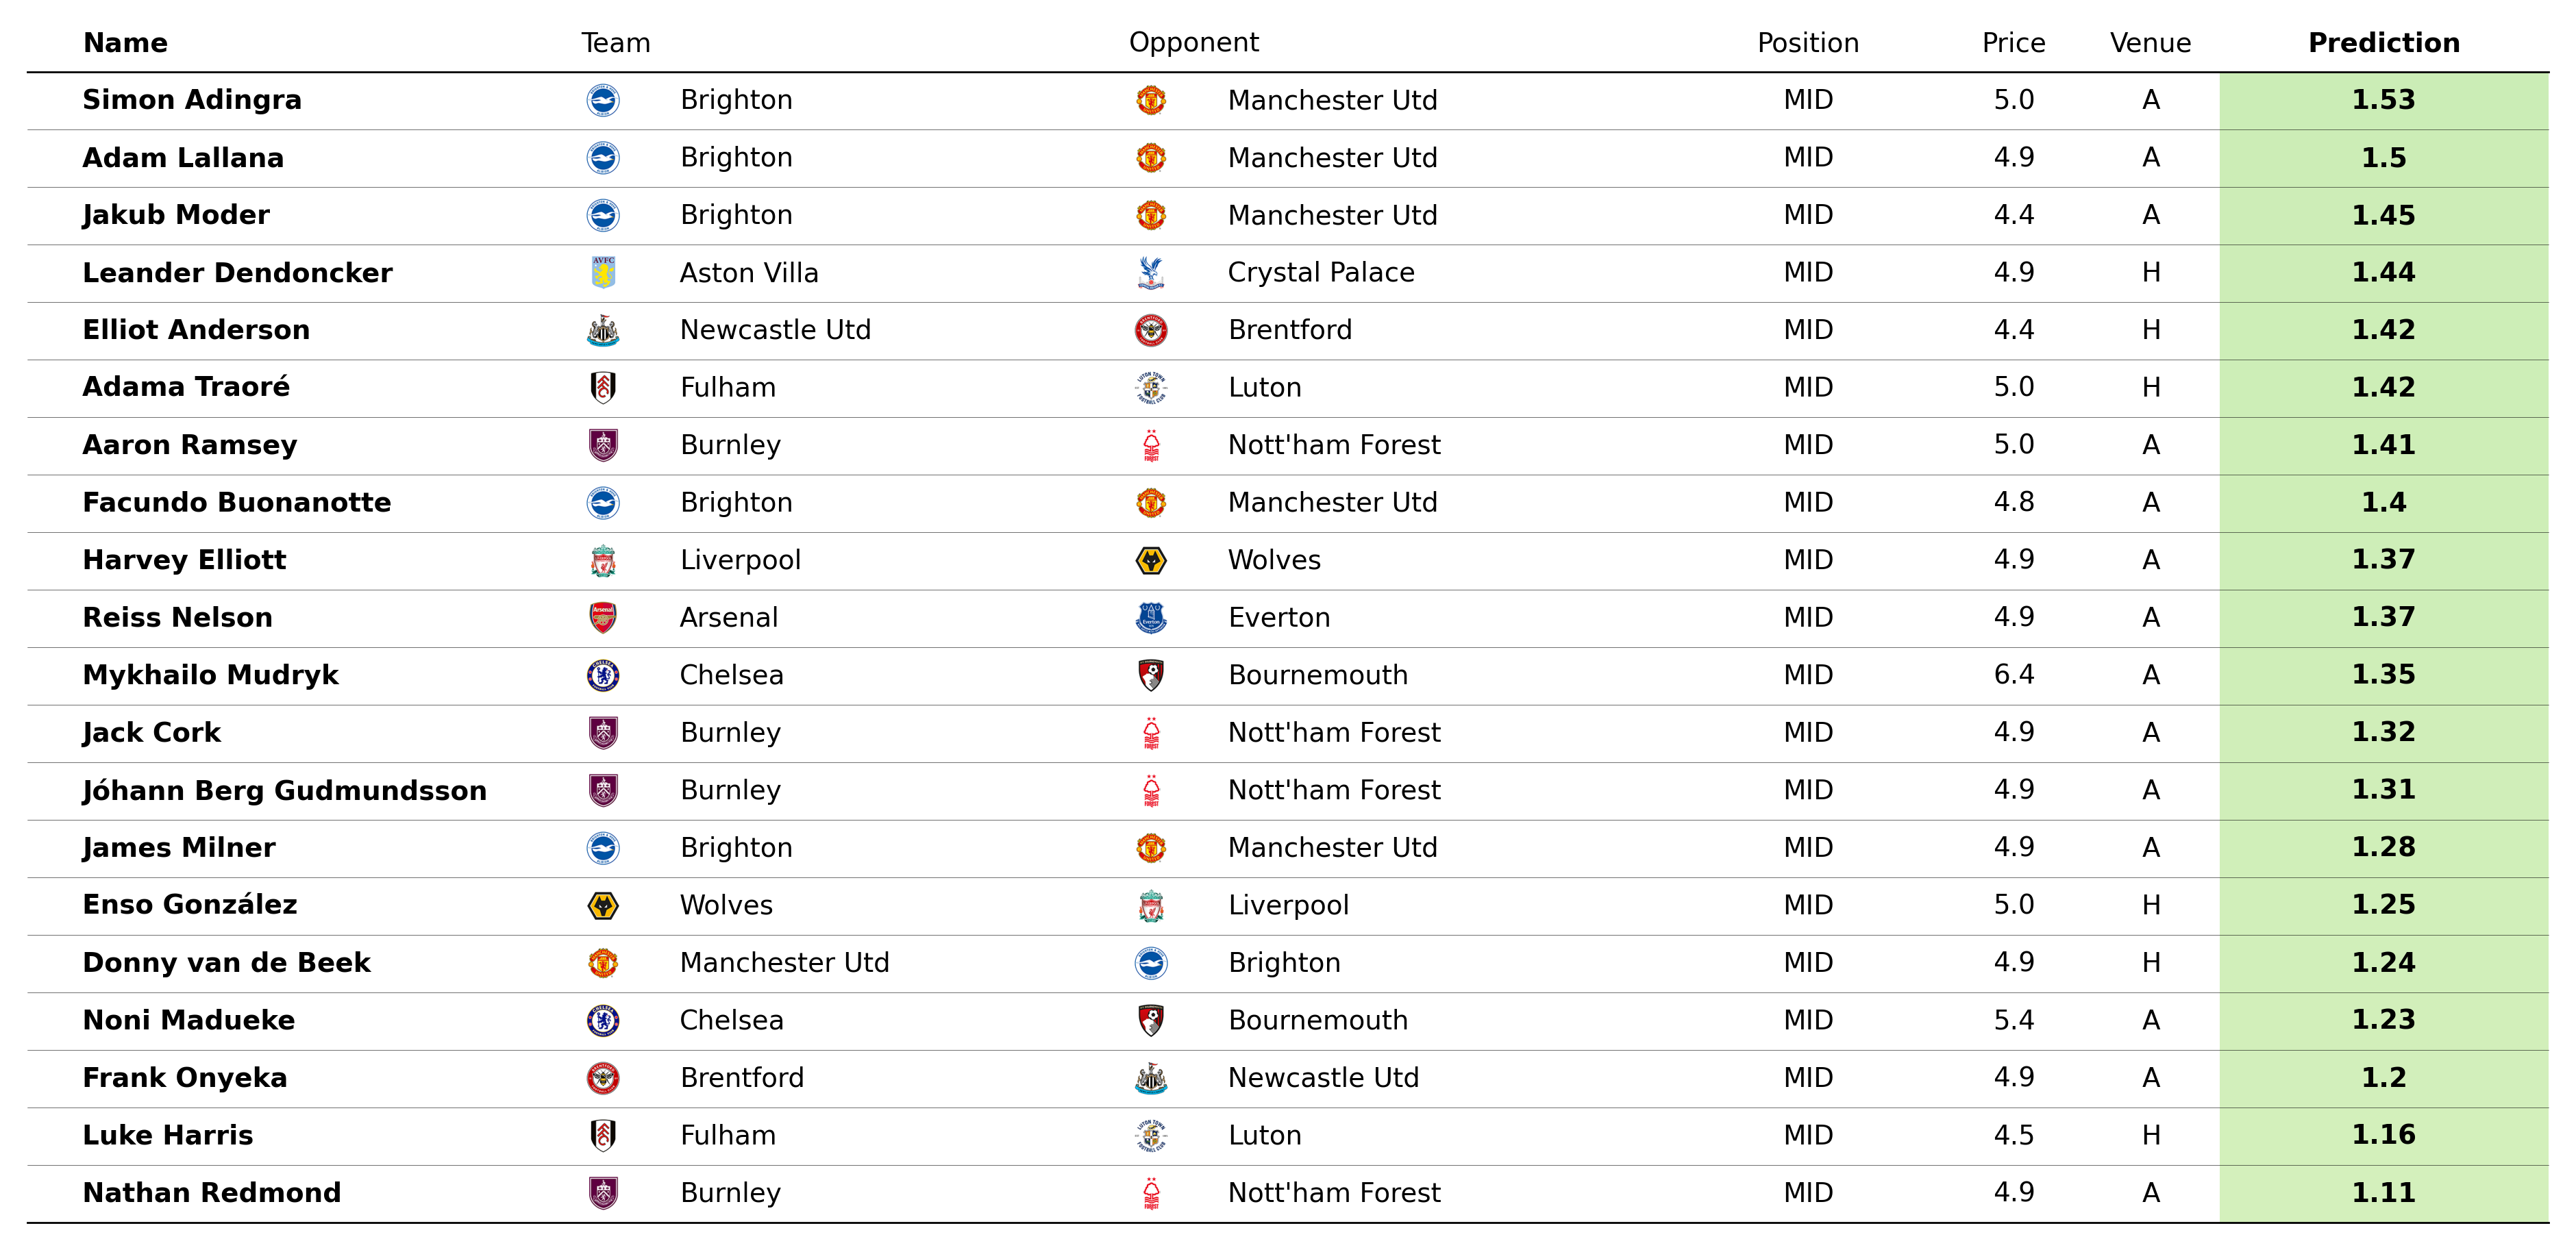 Name Team Opponent Position Price Venue Prediction
Simon Adingra Brighton Manchester Utd MID 5.0 A 1.53
Adam Lallana Brighton Manchester Utd MID 4.9 A 1.5
Jakub Moder Brighton Manchester Utd MID 4.4 A 1.45
Leander Dendoncker Aston Villa Crystal Palace MID 4.9 H 1.44
Elliot Anderson Newcastle Utd Brentford MID 4.4 H 1.42
Adama Traoré Fulham Luton MID 5.0 H 1.42
Aaron Ramsey Burnley Nott'ham Forest MID 5.0 A 1.41
Facundo Buonanotte Brighton Manchester Utd MID 4.8 A 1.4
Harvey Elliott Liverpool Wolves MID 4.9 A 1.37
Reiss Nelson Arsenal Everton MID 4.9 A 1.37
Mykhailo Mudryk Chelsea Bournemouth MID 6.4 A 1.35
Jack Cork Burnley Nott'ham Forest MID 4.9 A 1.32
Jóhann Berg Gudmundsson Burnley Nott'ham Forest MID 4.9 A 1.31
James Milner Brighton Manchester Utd MID 4.9 A 1.28
Enso González Wolves Liverpool MID 5.0 H 1.25
Donny van de Beek Manchester Utd Brighton MID 4.9 H 1.24
Noni Madueke Chelsea Bournemouth MID 5.4 A 1.23
Frank Onyeka Brentford Newcastle Utd MID 4.9 A 1.2
Luke Harris Fulham Luton MID 4.5 H 1.16
Nathan Redmond Burnley Nott'ham Forest MID 4.9 A 1.11